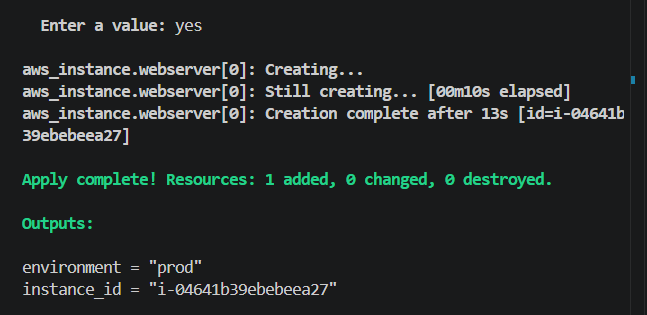 Enter a value: yes
aws_instance.webserver[0]: Creating...
aws_instance.webserver[0]: Still creating... [00m10s elapsed]
aws_instance.webserver[0]: Creation complete after 13s [id=i-04641b
39ebebeea27]
Apply complete! Resources: 1 added, 0 changed, 0 destroyed.
Outputs:
environment = "prod"
instance_id = "i-04641b39ebebeea27"